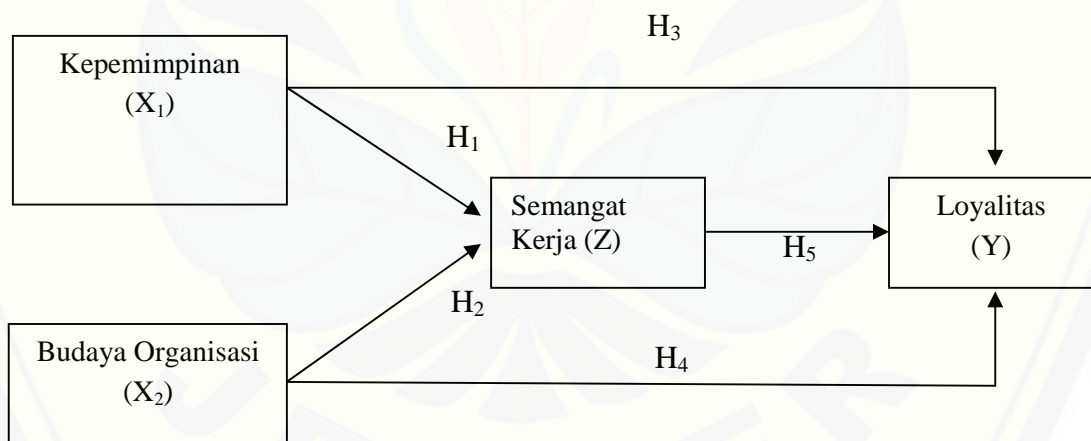 H₃
Kepemimpinan
(X₁)
H₁
Semangat
Kerja (Z)
Loyalitas
(Y)
H₅
H₂
Budaya Organisasi
(X₂)
H₄